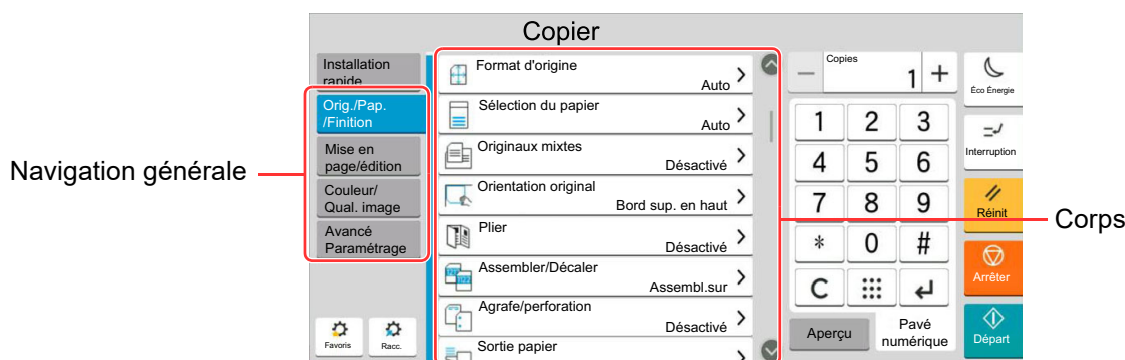 Copier
Navigation générale
Installation
rapide
Orig./Pap.
/Finition
Mise en
page/édition
Couleur/
Qual. image
Avancé
Paramétrage
Favoris
Racc.
Format d'origine
Auto
Sélection du papier
Auto
Originaux mixtes
Désactivé
Orientation original
Bord sup. en haut
Plier
Désactivé
Assembler/Décaler
Assembl.sur
Agrafe/perforation
Désactivé
Sortie papier
Copies
− 1 +
1 2 3
4 5 6
7 8 9
* 0 #
C
Aperçu
Pavé
numérique
Éco Énergie
Interruption
Réinit
Arrêter
Départ
Corps